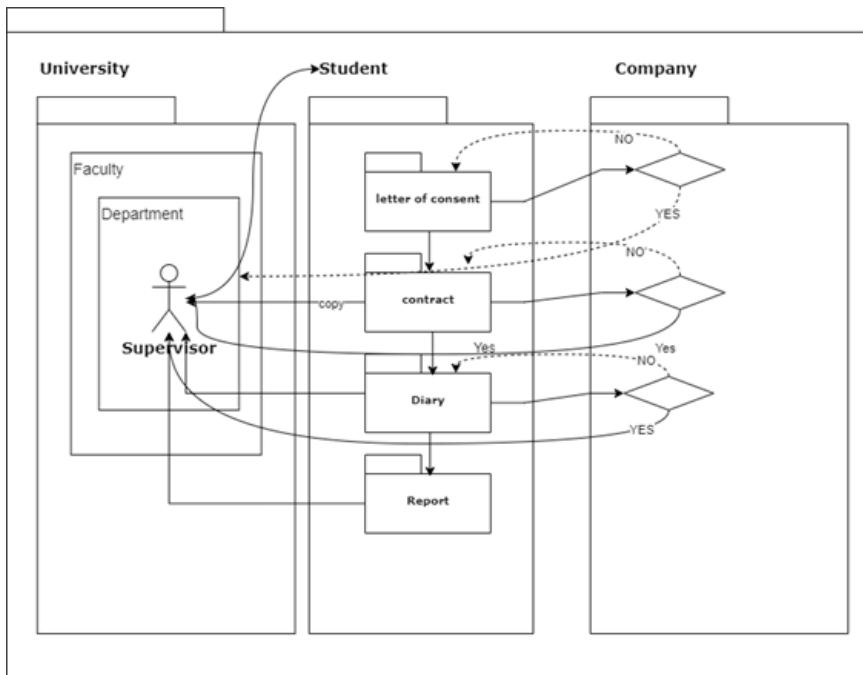 University
Student
Company
NO
Faculty
letter of consent
Department
YES
NO
copy
contract
Supervisor
Yes
Yes
NO
Diary
YES
Report